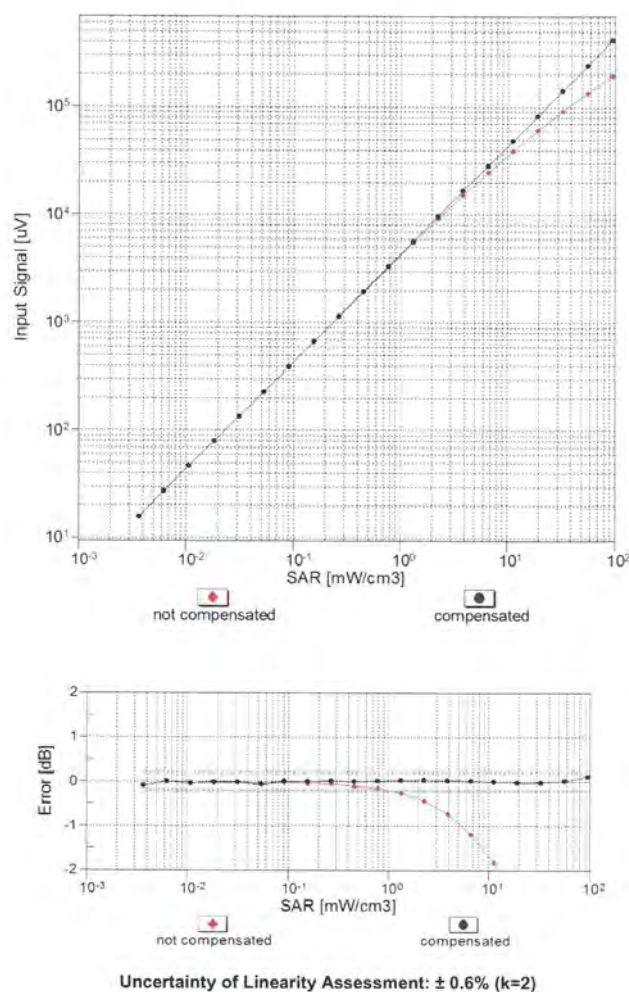 Input Signal [uV]
10⁵
10⁴
10³
10²
10¹
10⁻³ 10⁻² 10⁻¹ 10⁰ 10¹ 10²
SAR [mW/cm3]
not compensated compensated
Error [dB]
2
1
0
-1
-2
10⁻³ 10⁻² 10⁻¹ 10⁰ 10¹ 10²
SAR [mW/cm3]
not compensated compensated
Uncertainty of Linearity Assessment: ± 0.6% (k=2)